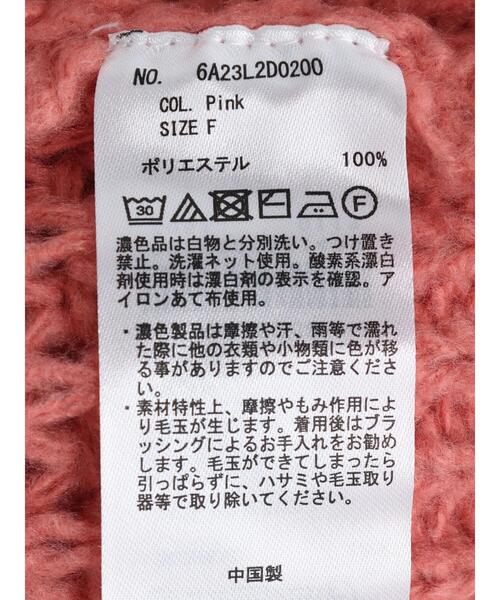 NO. 6A23L2D0200
COL. Pink
SIZE F
ポリエステル 100%
30 F
濃色品は白物と分別洗い。つけ置き
禁止。洗濯ネット使用。酸素系漂白
剤使用時は漂白剤の表示を確認。ア
イロンあて布使用。
・濃色製品は摩擦や汗、雨等で濡れ
た際に他の衣類や小物類に色が移
る事がありますのでご注意くださ
い。
・素材特性上、摩擦やもみ作用によ
り毛玉が生じます。着用後はブラ
ッシングによるお手入れをお勧め
します。毛玉ができてしまったら
引っぱらずに、ハサミや毛玉取り
器等で取り除いてください。
中国製